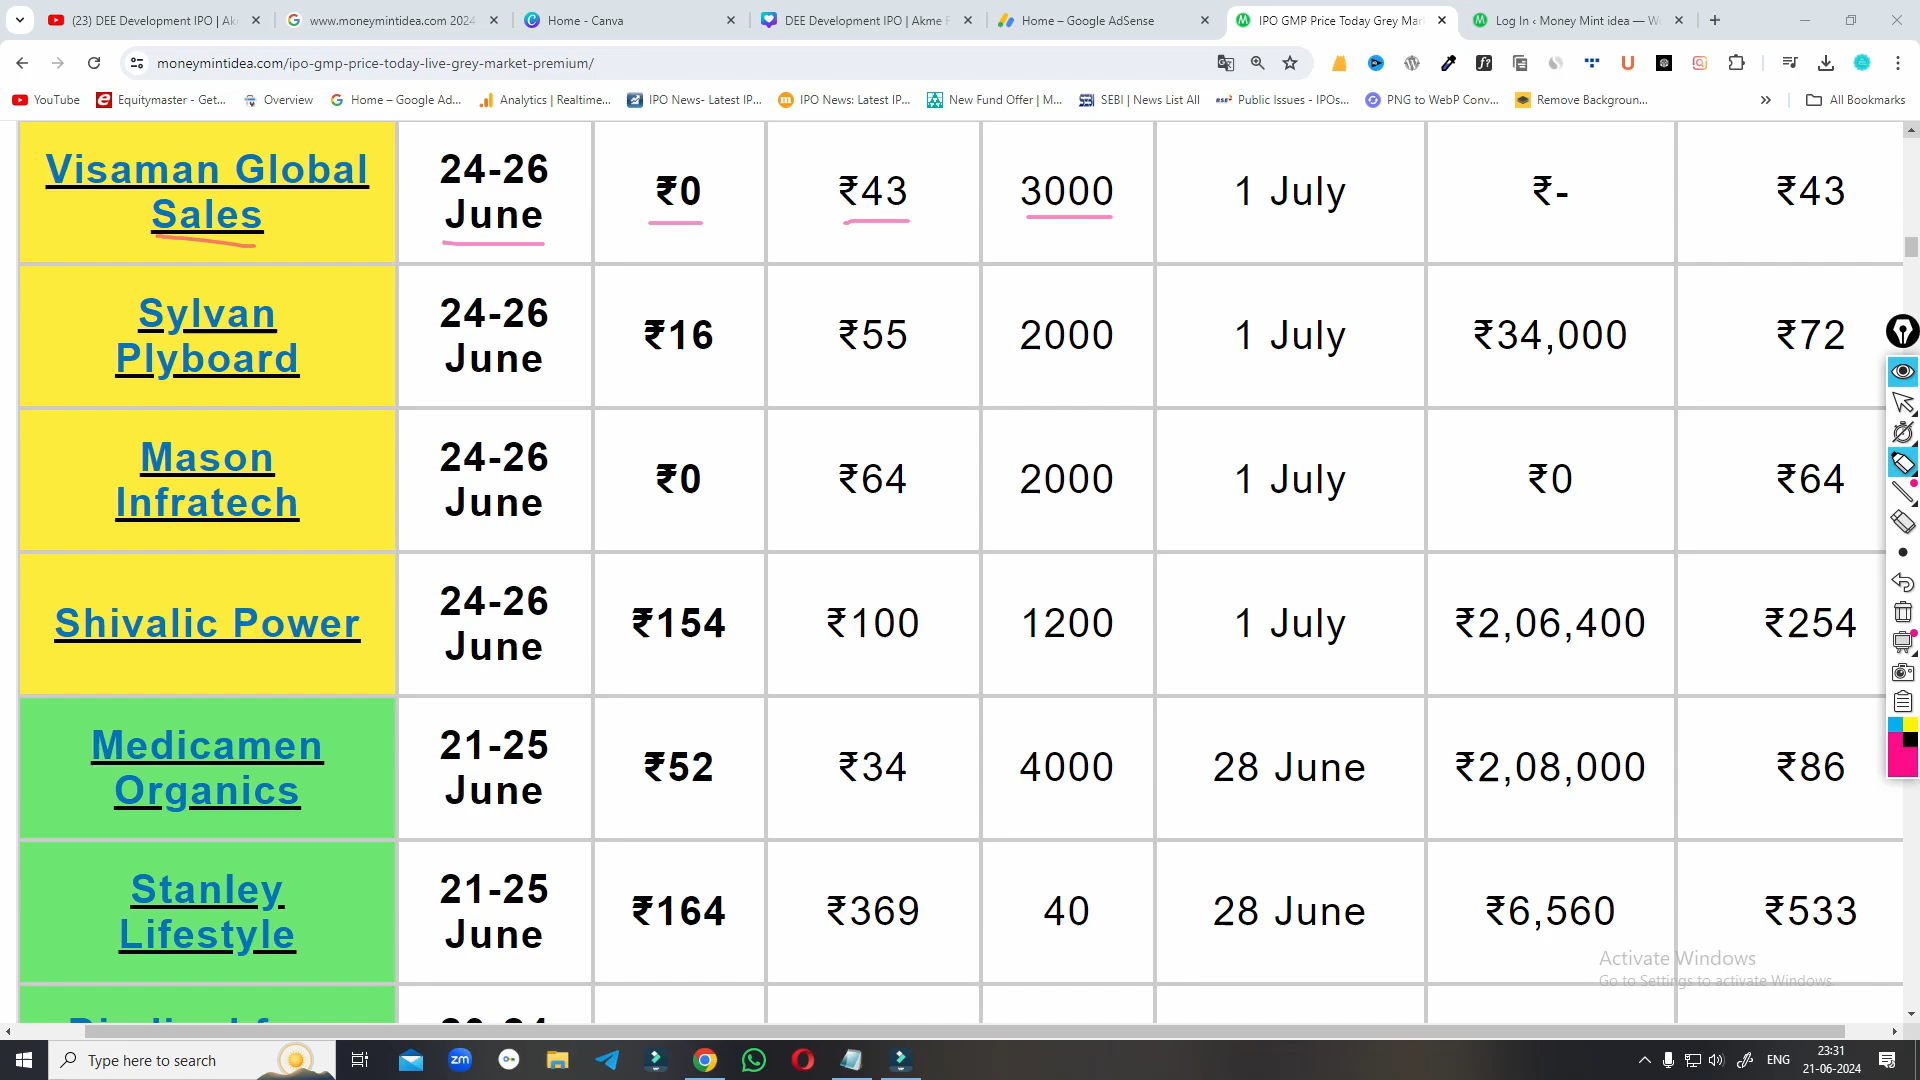 (23) DEE Development IPO | Ak
www.moneymintidea.com 2024
Home - Canva
DEE Development IPO | Akme F
Home – Google AdSense
IPO GMP Price Today Grey Mar
Log In ‹ Money Mint idea — W
moneymintidea.com/ipo-gmp-price-today-live-grey-market-premium/
YouTube
Equitymaster - Get...
Overview
Home – Google Ad...
Analytics | Realtime...
IPO News- Latest IP...
IPO News: Latest IP...
New Fund Offer | M...
SEBI | News List All
Public Issues - IPOs...
PNG to WebP Conv...
Remove Backgroun...
All Bookmarks
Visaman Global Sales 24-26 June ₹0 ₹43 3000 1 July ₹- ₹43
Sylvan Plyboard 24-26 June ₹16 ₹55 2000 1 July ₹34,000 ₹72
Mason Infratech 24-26 June ₹0 ₹64 2000 1 July ₹0 ₹64
Shivalic Power 24-26 June ₹154 ₹100 1200 1 July ₹2,06,400 ₹254
Medicamen Organics 21-25 June ₹52 ₹34 4000 28 June ₹2,08,000 ₹86
Stanley Lifestyle 21-25 June ₹164 ₹369 40 28 June ₹6,560 ₹533
Activate Windows
Go to Settings to activate Windows.
Type here to search
zm
ENG
23:31
21-06-2024